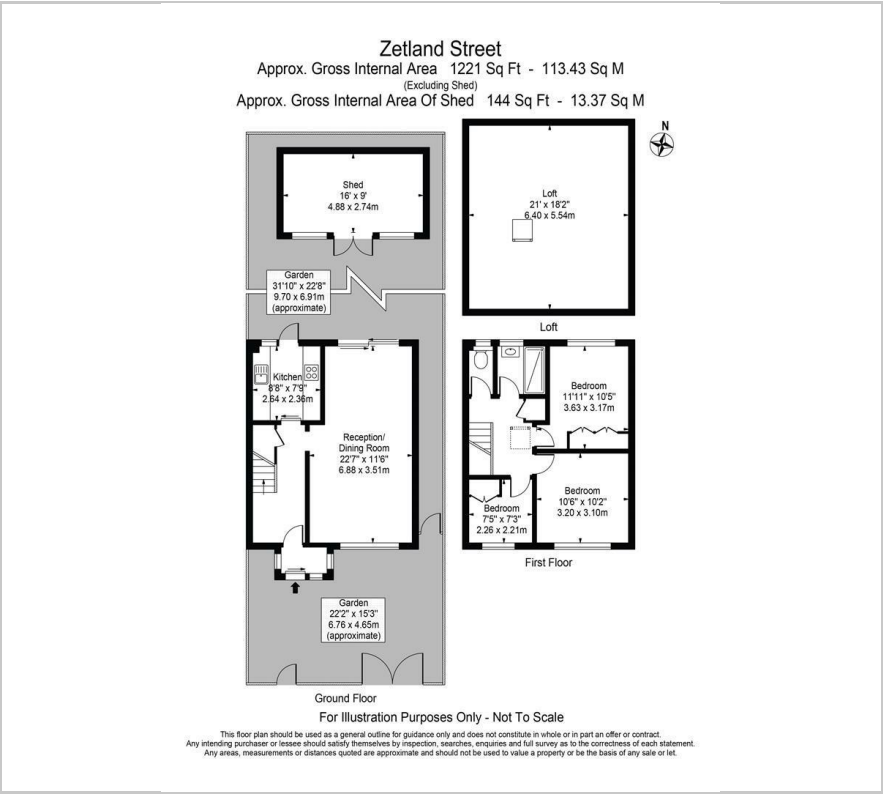 Zetland Street
Approx. Gross Internal Area 1221 Sq Ft - 113.43 Sq M
(Excluding Shed)
Approx. Gross Internal Area Of Shed 144 Sq Ft - 13.37 Sq M
N
Shed
16' x 9'
4.88 x 2.74m
Loft
21' x 18'2"
6.40 x 5.54m
Garden
31'10" x 22'8"
9.70 x 6.91m
(approximate)
Loft
Kitchen
8'8" x 7'9"
2.64 x 2.36m
Reception/
Dining Room
22'7" x 11'6"
6.88 x 3.51m
Bedroom
11'11" x 10'5"
3.63 x 3.17m
Bedroom
10'6" x 10'2"
3.20 x 3.10m
Bedroom
7'5" x 7'3"
2.26 x 2.21m
First Floor
Garden
22'2" x 15'3"
6.76 x 4.65m
(approximate)
Ground Floor
For Illustration Purposes Only - Not To Scale
This floor plan should be used as a general outline for guidance only and does not constitute in whole or in part an offer or contract.
Any intending purchaser or lessee should satisfy themselves by inspection, searches, enquiries and full survey as to the correctness of each statement.
Any areas, measurements or distances quoted are approximate and should not be used to value a property or be the basis of any sale or let.